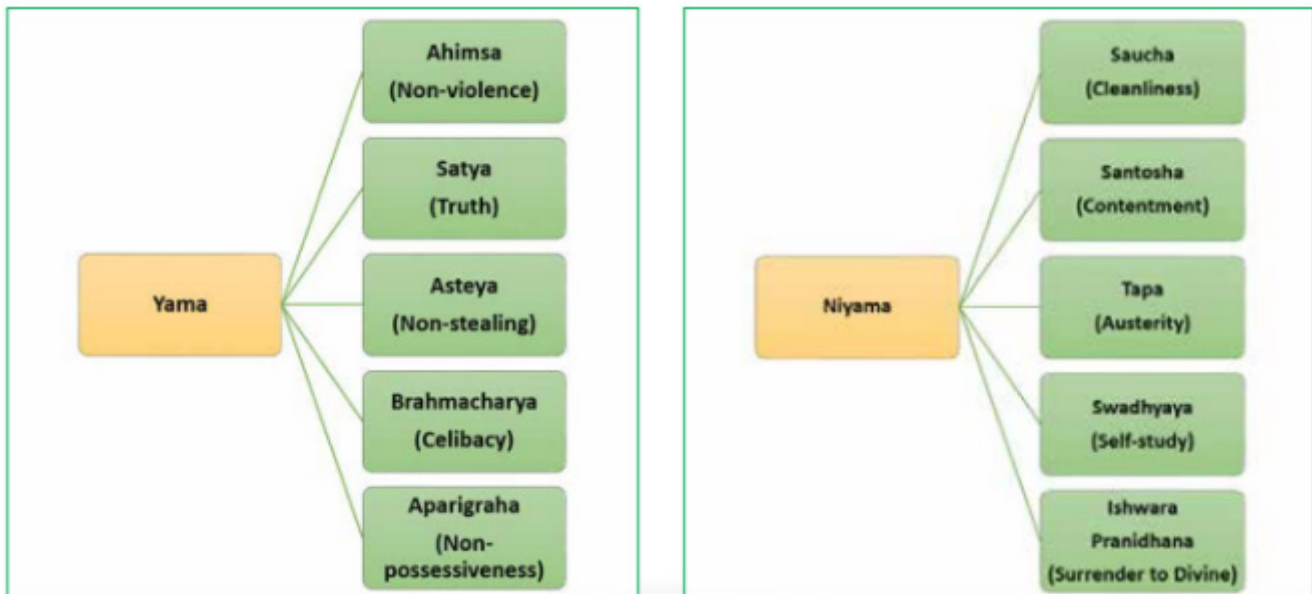 Yama
Ahimsa
(Non-violence)
Satya
(Truth)
Asteya
(Non-stealing)
Brahmacharya
(Celibacy)
Aparigraha
(Non-
possessiveness)
Niyama
Saucha
(Cleanliness)
Santosha
(Contentment)
Tapa
(Austerity)
Swadhyaya
(Self-study)
Ishwara
Pranidhana
(Surrender to Divine)